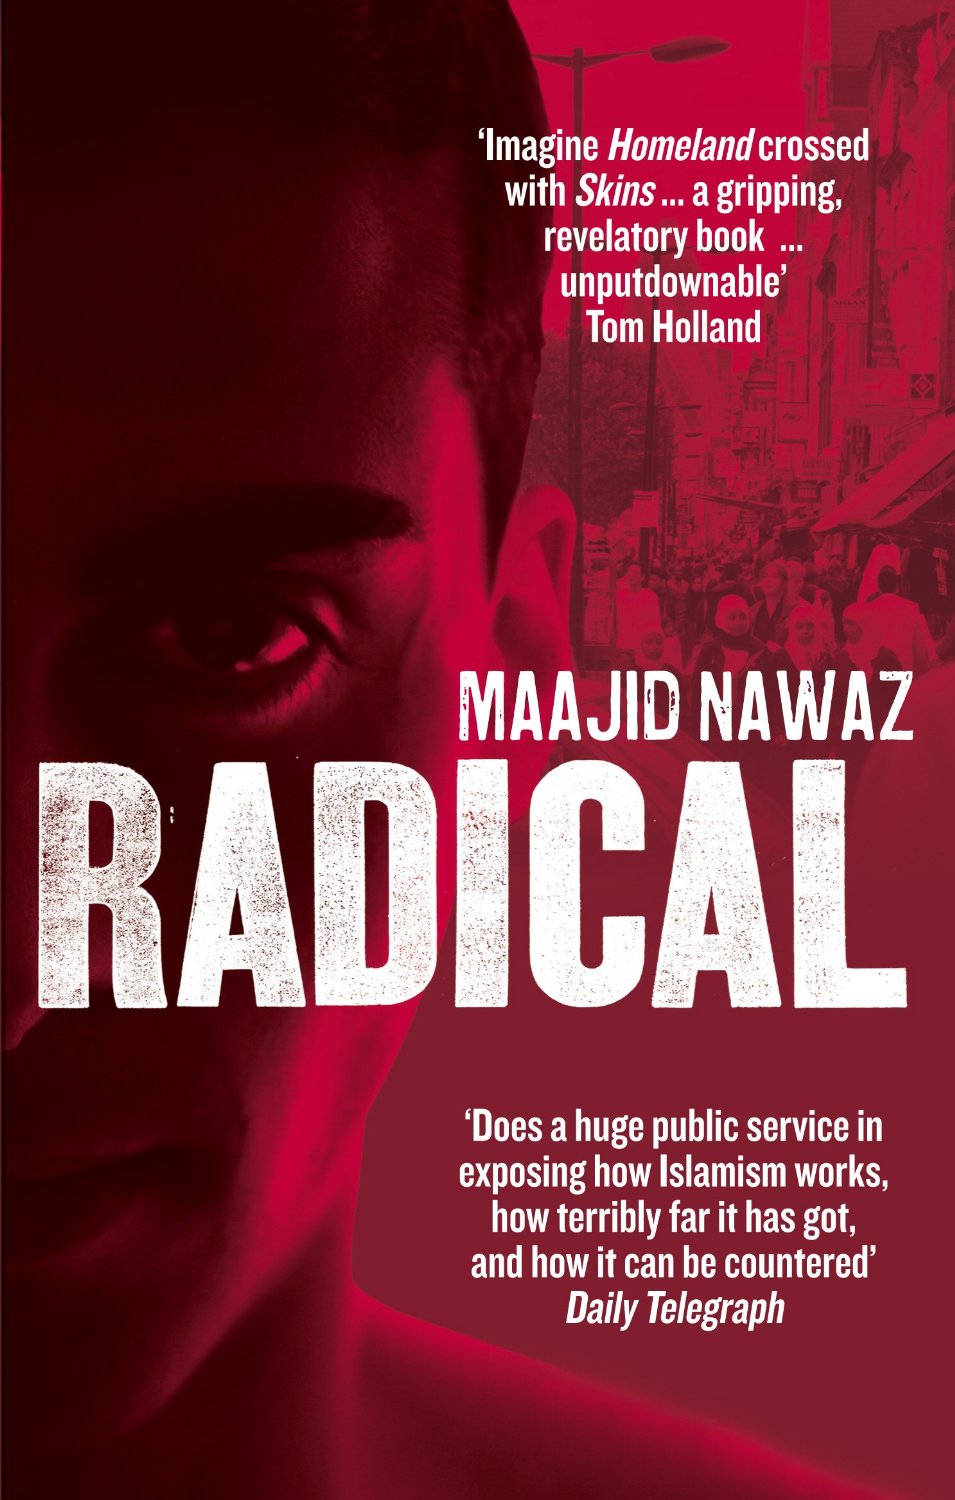 ‘Imagine Homeland crossed
with Skins ... a gripping,
revelatory book ...
unputdownable’
Tom Holland
MAAJID NAWAZ
RADICAL
‘Does a huge public service in
exposing how Islamism works,
how terribly far it has got,
and how it can be countered’
Daily Telegraph